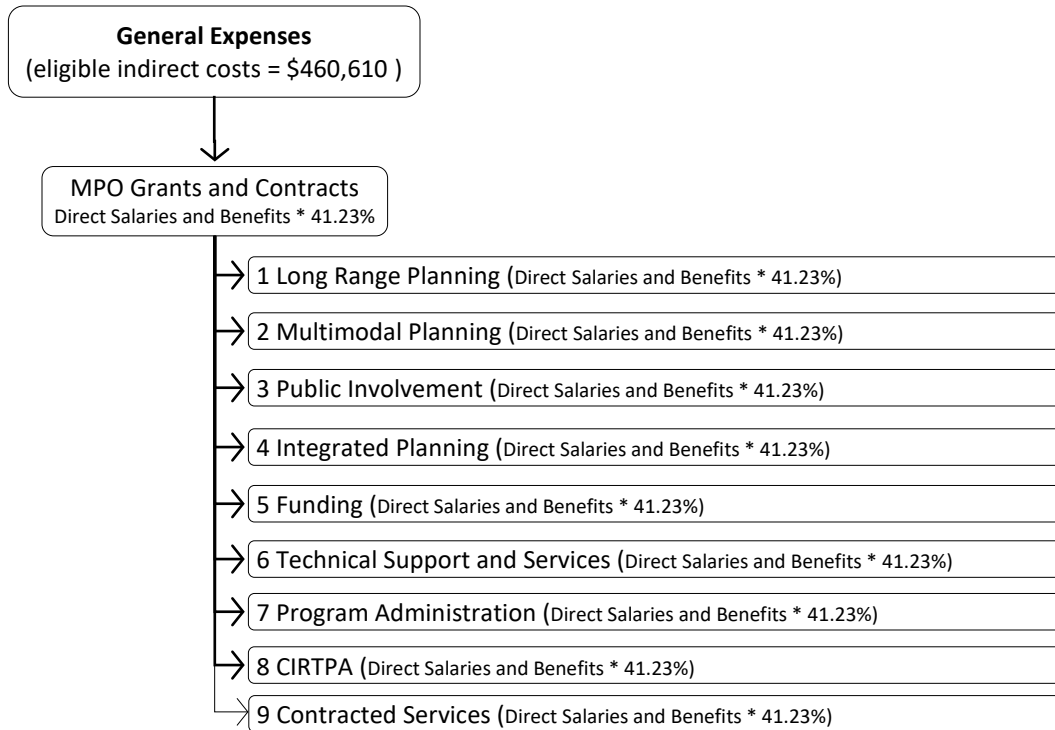 General Expenses
(eligible indirect costs = $460,610 )
MPO Grants and Contracts
Direct Salaries and Benefits * 41.23%
1 Long Range Planning (Direct Salaries and Benefits * 41.23%)
2 Multimodal Planning (Direct Salaries and Benefits * 41.23%)
3 Public Involvement (Direct Salaries and Benefits * 41.23%)
4 Integrated Planning (Direct Salaries and Benefits * 41.23%)
5 Funding (Direct Salaries and Benefits * 41.23%)
6 Technical Support and Services (Direct Salaries and Benefits * 41.23%)
7 Program Administration (Direct Salaries and Benefits * 41.23%)
8 CIRTPA (Direct Salaries and Benefits * 41.23%)
9 Contracted Services (Direct Salaries and Benefits * 41.23%)